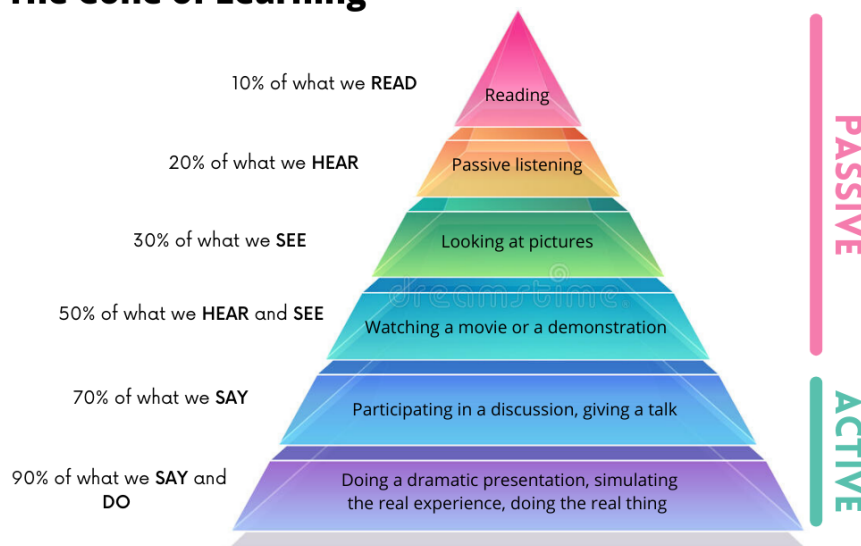 The Cone of Learning
10% of what we READ
Reading
20% of what we HEAR
Passive listening
30% of what we SEE
Looking at pictures
50% of what we HEAR and SEE
Watching a movie or a demonstration
70% of what we SAY
Participating in a discussion, giving a talk
90% of what we SAY and
DO
Doing a dramatic presentation, simulating
the real experience, doing the real thing
PASSIVE
ACTIVE
dreamstime